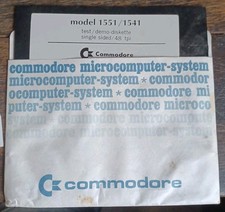 model 1551/1541
test/demo diskette
single sided/48 tpi
commodore
commodore microcomputer-system
microcomputer-system * commodor
ocomputer-system * commodore mi
puter-system * commodore microco
commodore